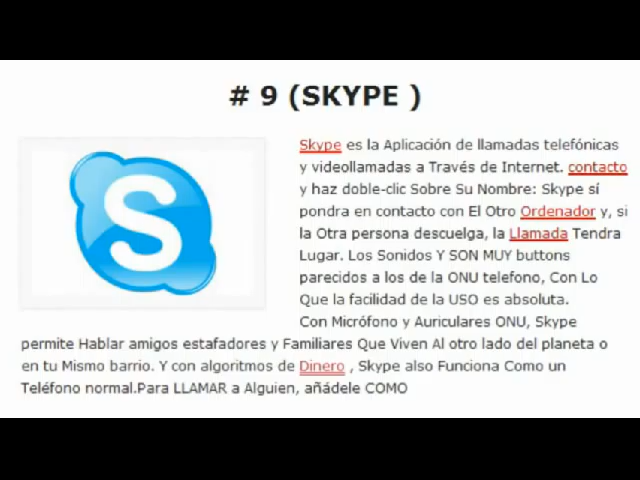 # 9 (SKYPE )
S
Skype es la Aplicación de llamadas telefónicas
y videollamadas a Través de Internet. contacto
y haz doble-clic Sobre Su Nombre: Skype sí
pondra en contacto con El Otro Ordenador y, si
la Otra persona descuelga, la Llamada Tendra
Lugar. Los Sonidos Y SON MUY buttons
parecidos a los de la ONU telefono, Con Lo
Que la facilidad de la USO es absoluta.
Con Micrófono y Auriculares ONU, Skype
permite Hablar amigos estafadores y Familiares Que Viven Al otro lado del planeta o
en tu Mismo barrio. Y con algoritmos de Dinero , Skype also Funciona Como un
Teléfono normal.Para LLAMAR a Alguien, añádele COMO